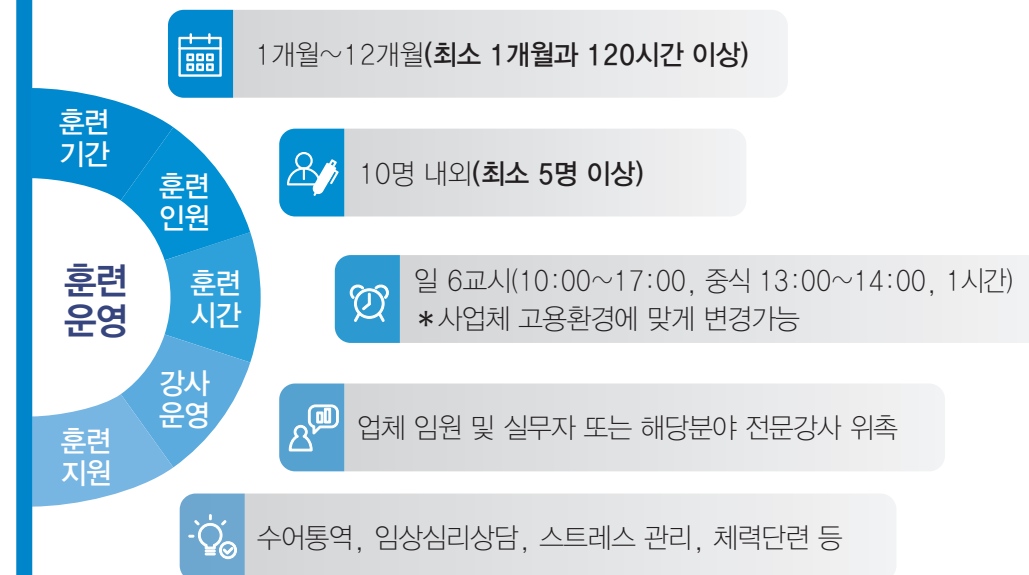 훈련
운영
훈련
기간
1개월~12개월(최소 1개월과 120시간 이상)
훈련
인원
10명 내외(최소 5명 이상)
훈련
시간
일 6교시(10:00~17:00, 중식 13:00~14:00, 1시간)
*사업체 고용환경에 맞게 변경가능
강사
운영
업체 임원 및 실무자 또는 해당분야 전문강사 위촉
훈련
지원
수어통역, 임상심리상담, 스트레스 관리, 체력단련 등